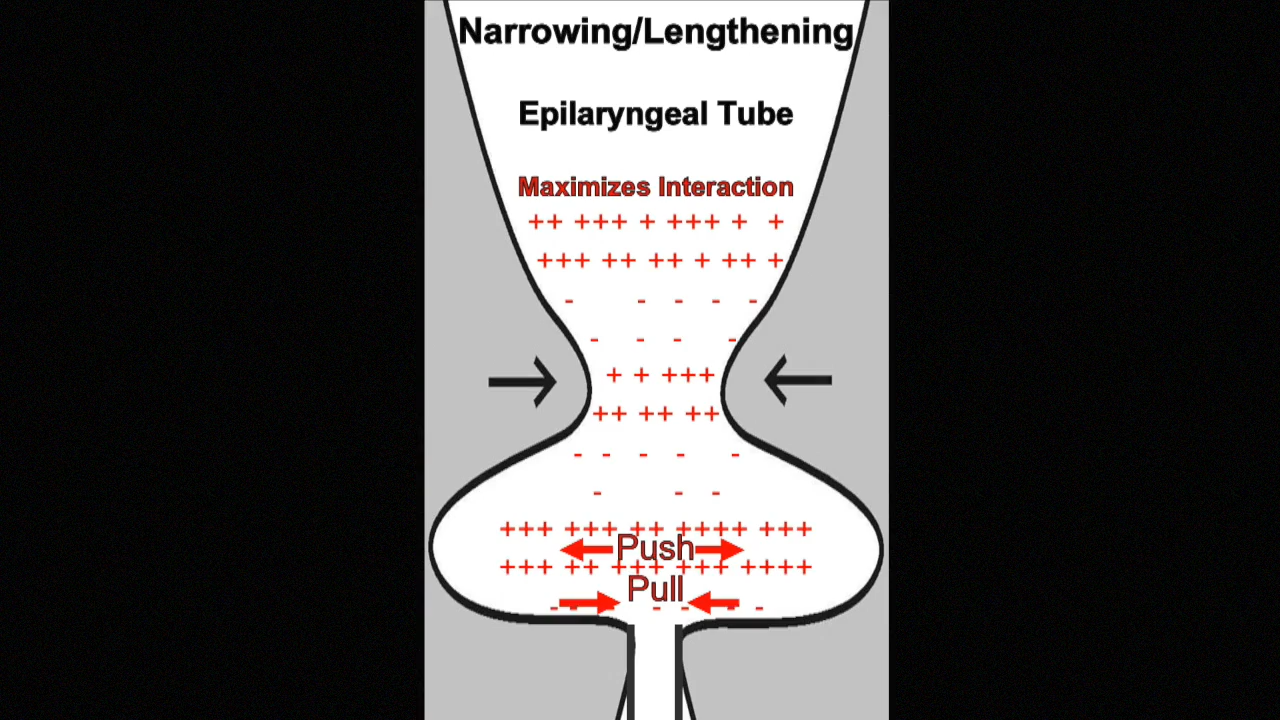 Narrowing/Lengthening
Epilaryngeal Tube
Maximizes Interaction
++ +++ + +++ + +
+++ ++ ++ + ++ +
- - - - -
- - - -
+ + +++
++ ++ ++
- - - - -
- - -
+++ +++ ++ ++++ +++
Push
+++ ++ +++ +++ ++++
Pull